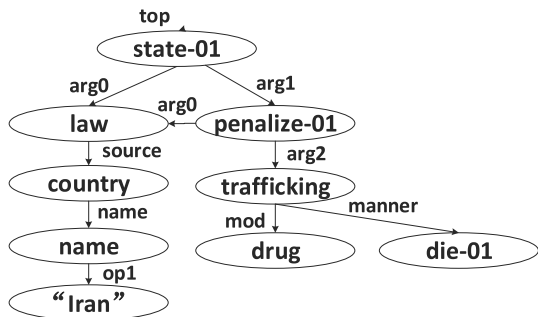 top
state-01
arg0 arg1
law arg0 penalize-01
source arg2
country trafficking
name mod manner
name drug die-01
op1
“Iran”